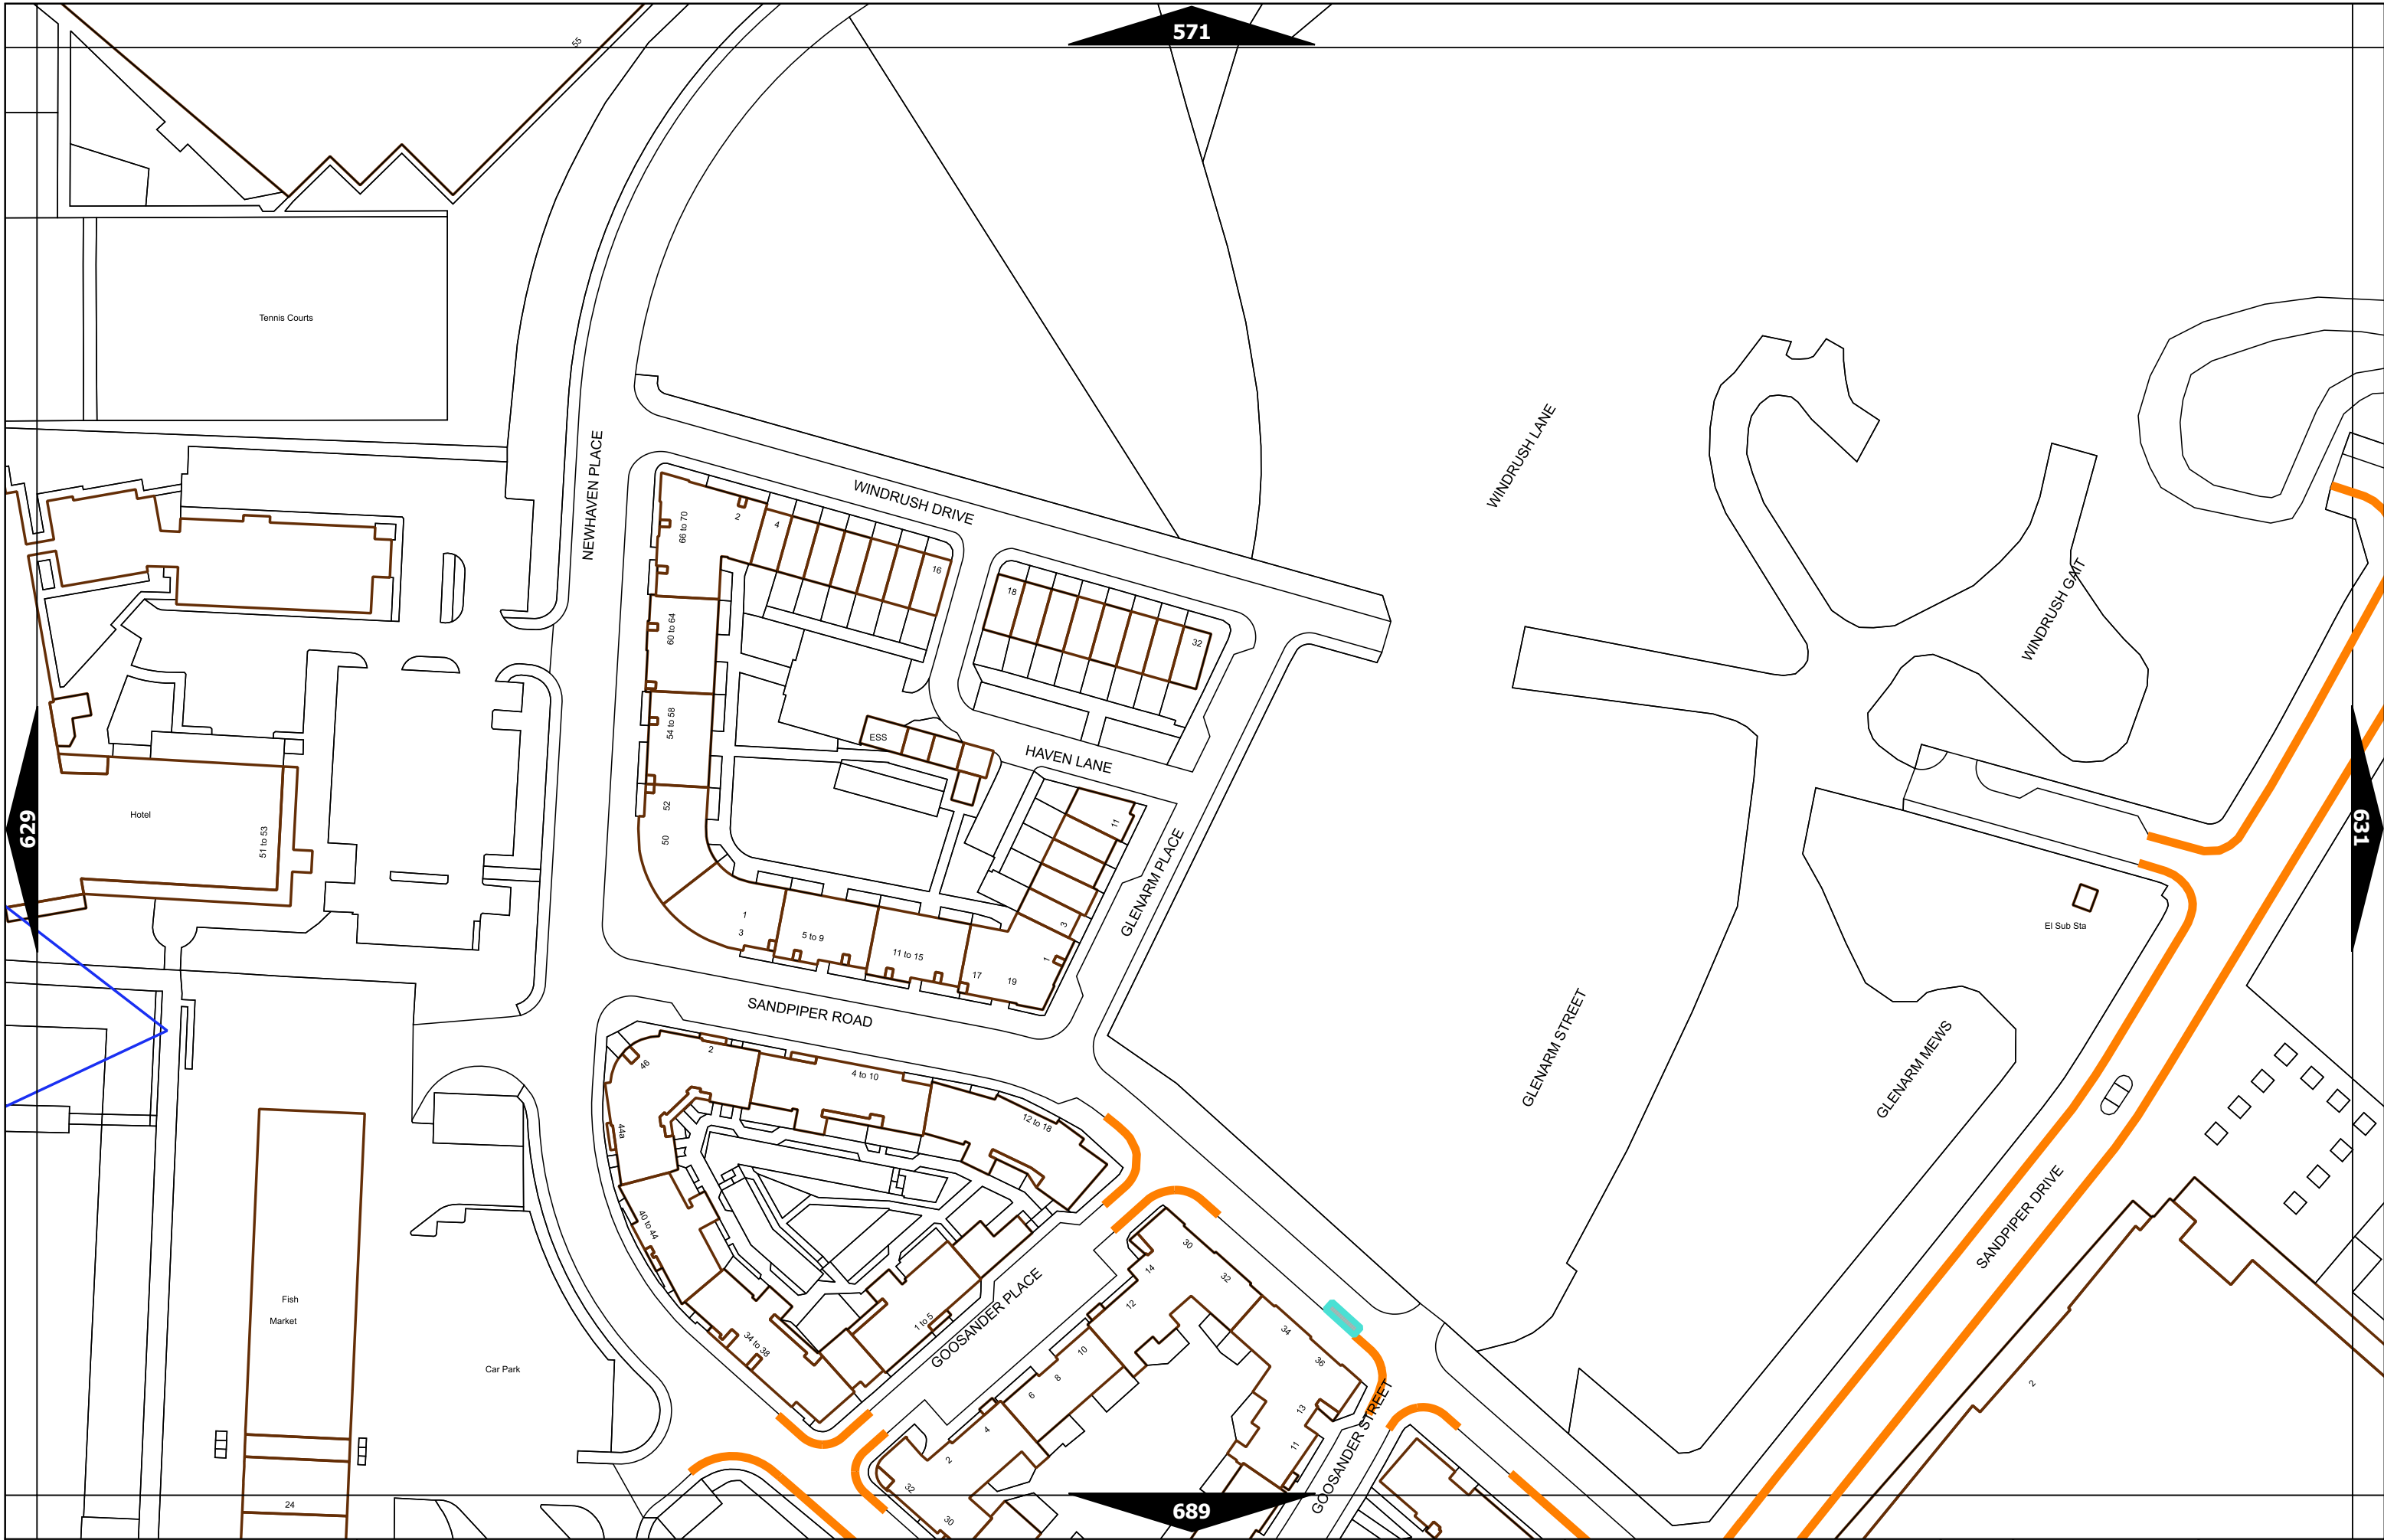 571
55
Tennis Courts
NEWHAVEN PLACE
WINDRUSH DRIVE
WINDRUSH LANE
WINDRUSH GAIT
66 to 70
2
4
16
18
32
60 to 64
54 to 58
52
50
ESS
HAVEN LANE
GLENARM PLACE
11
3
1
Hotel
51 to 53
629
631
1
3
5 to 9
11 to 15
17
19
El Sub Sta
SANDPIPER ROAD
GLENARM STREET
GLENARM MEWS
SANDPIPER DRIVE
46
2
4 to 10
12 to 18
44a
40 to 44
34 to 38
1 to 5
GOOSANDER PLACE
30
32
34
36
14
12
10
8
6
4
2
32
30
13
11
GOOSANDER STREET
2
Fish
Market
Car Park
24
689